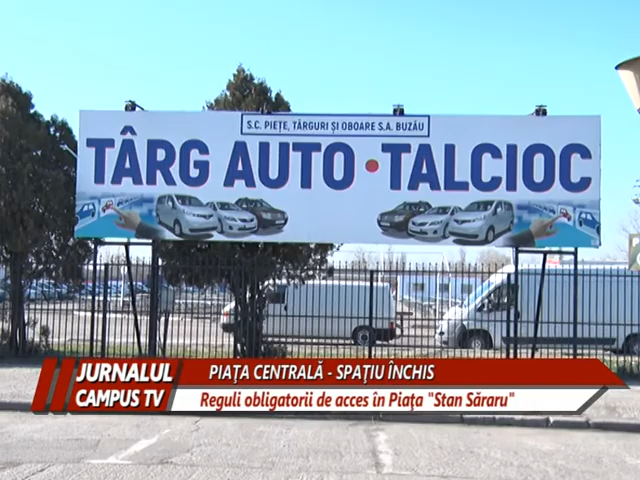 S.C. PIEȚE, TÂRGURI ȘI OBOARE S.A. BUZĂU
TÂRG AUTO • TALCIOC
JURNALUL
CAMPUS TV
PIAȚA CENTRALĂ - SPAȚIU ÎNCHIS
Reguli obligatorii de acces în Piața "Stan Săraru"